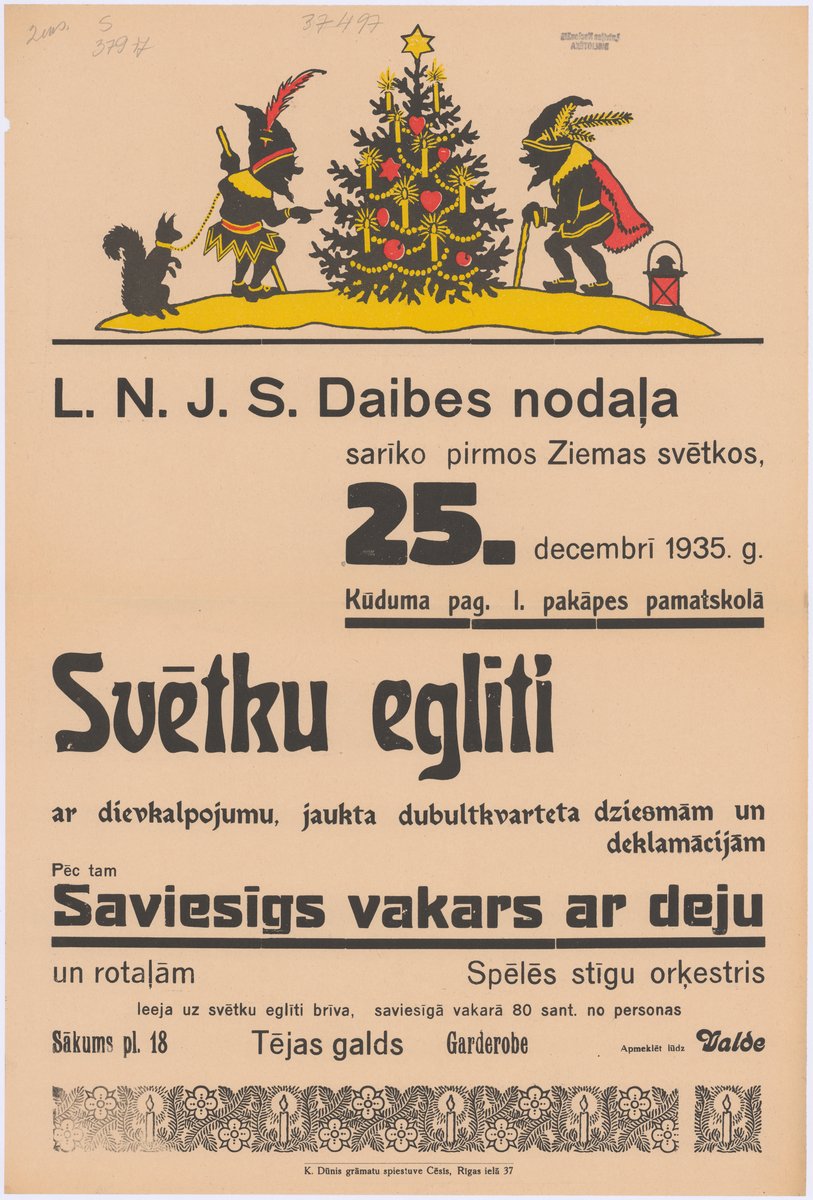 2 eks. S
37977
37497
L. N. J. S. Daibes nodaļa
sarīko pirmos Ziemas svētkos,
25. decembrī 1935. g.
Kūduma pag. I. pakāpes pamatskolā
Svētku eglīti
ar dievkalpojumu, jaukta dubultkvarteta dziesmām un
deklamācijām
Pēc tam
Saviesīgs vakars ar deju
un rotaļām Spēlēs stīgu orķestris
Ieeja uz svētku eglīti brīva, saviesīgā vakarā 80 sant. no personas
Sākums pl. 18 Tējas galds Garderobe Apmeklēt lūdz Valde
K. Dūnis grāmatu spiestuve Cēsīs, Rīgas ielā 37